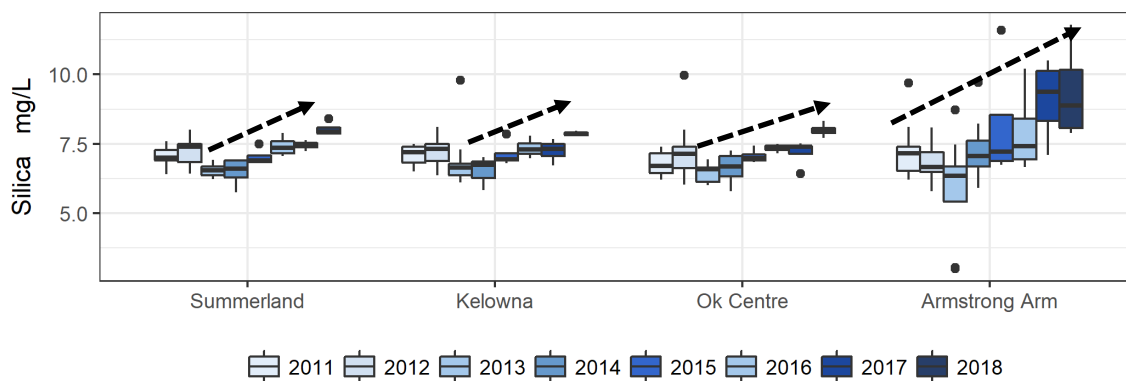 Silica mg/L
10.0
7.5
5.0
Summerland Kelowna Ok Centre Armstrong Arm
2011 2012 2013 2014 2015 2016 2017 2018